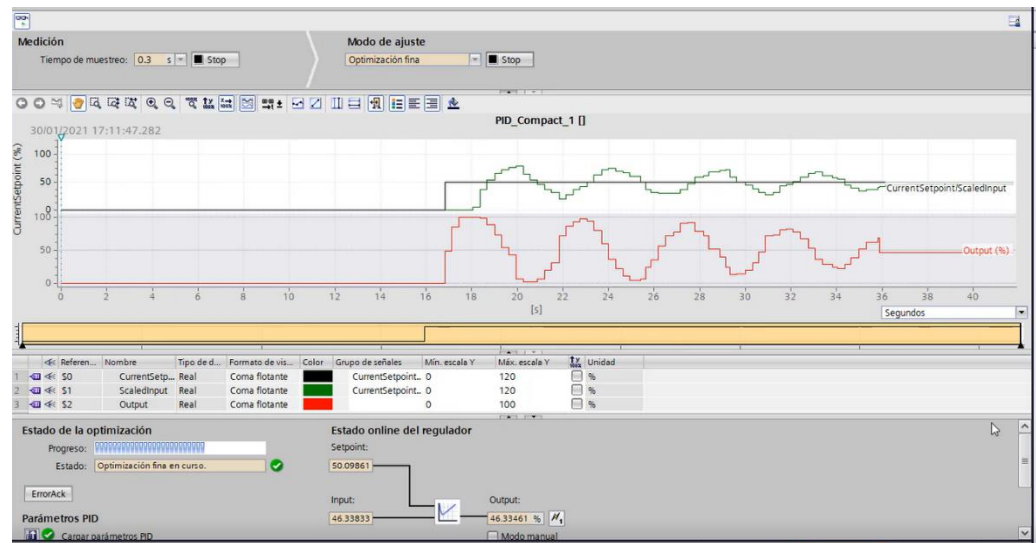 Medición
Modo de ajuste
Tiempo de muestreo: 0.3 s Stop
Optimización fina Stop
PID_Compact_1 []
30/01/2021 17:11:47.282
CurrentSetpoint (%)
100
50
0
CurrentSetpoint/ScaledInput
100
50
0
Output (%)
0 2 4 6 8 10 12 14 16 18 20 22 24 26 28 30 32 34 36 38 40
[s]
Segundos
Referen... Nombre Tipo de d... Formato de vis... Color Grupo de señales Mín. escala Y Máx. escala Y Unidad
1 $0 CurrentSetp... Real Coma flotante CurrentSetpoint... 0 120 %
2 $1 ScaledInput Real Coma flotante CurrentSetpoint... 0 120 %
3 $2 Output Real Coma flotante 0 100 %
Estado de la optimización
Estado online del regulador
Progreso:
Setpoint:
Estado: Optimización fina en curso.
50.09861
ErrorAck
Input:
Output:
Parámetros PID
46.33833
46.33461 %
Cargar parámetros PID
Modo manual